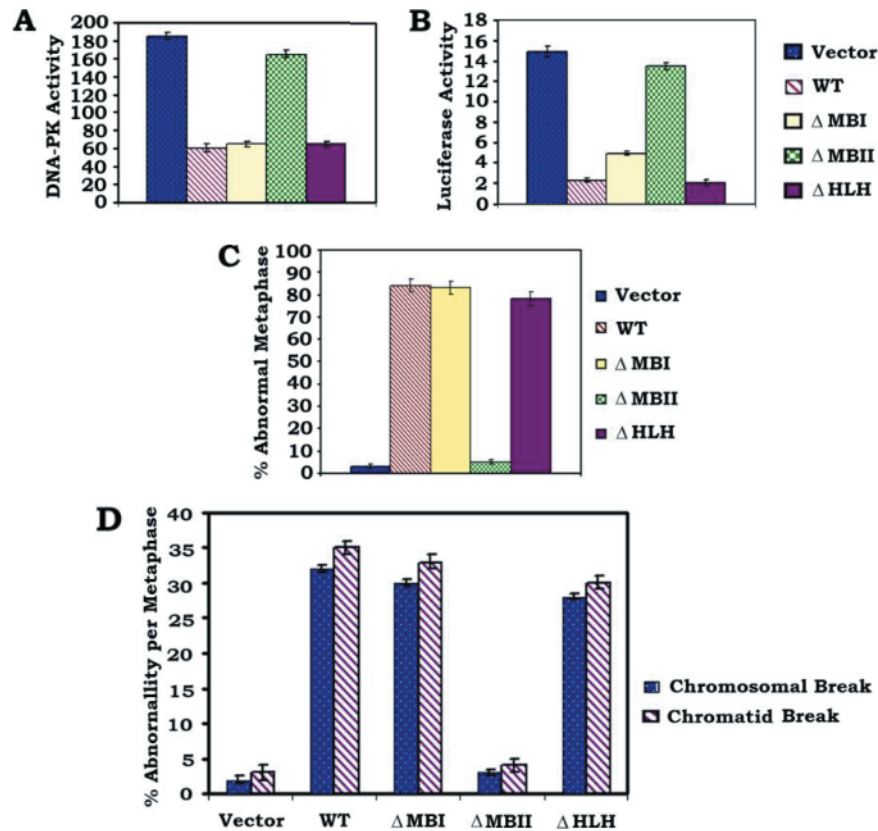 A
DNA-PK Activity
200
180
160
140
120
100
80
60
40
20
0
B
Luciferase Activity
18
16
14
12
10
8
6
4
2
0
Vector
WT
Δ MBI
Δ MBII
Δ HLH
C
% Abnormal Metaphase
100
90
80
70
60
50
40
30
20
10
0
Vector
WT
Δ MBI
Δ MBII
Δ HLH
D
% Abnornallity per Metaphase
40
35
30
25
20
15
10
5
0
Vector WT Δ MBI Δ MBII Δ HLH
Chromosomal Break
Chromatid Break